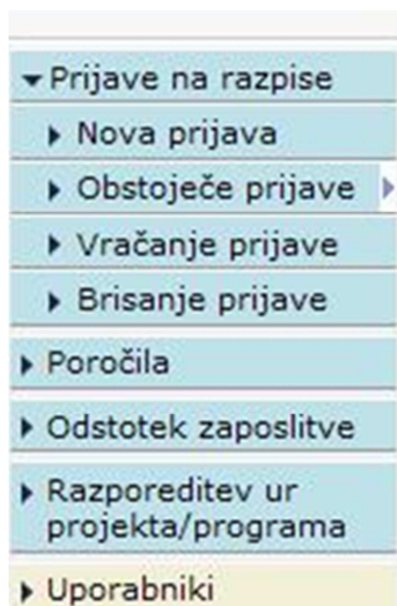 Prijave na razpise
Nova prijava
Obstoječe prijave
Vračanje prijave
Brisanje prijave
Poročila
Odstotek zaposlitve
Razporeditev ur
projekta/programa
Uporabniki